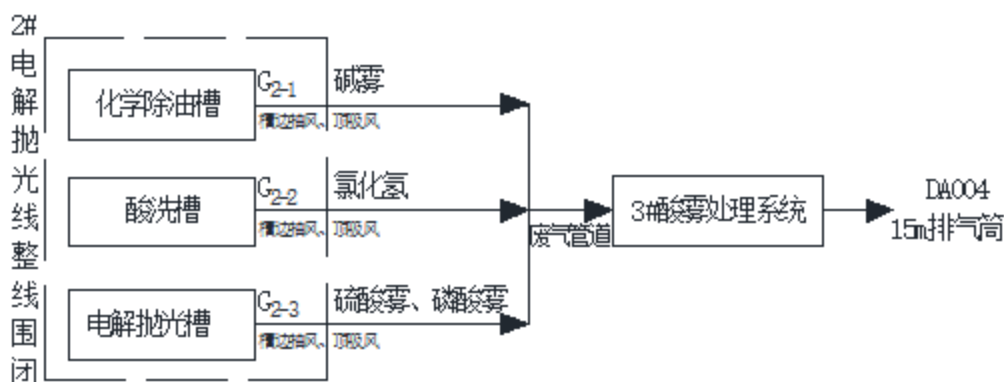 2#电解抛光线整线围闭
化学除油槽
G2-1
碱雾
槽边抽风、顶吸风
酸洗槽
G2-2
氯化氢
槽边抽风、顶吸风
电解抛光槽
G2-3
硫酸雾、磷酸雾
槽边抽风、顶吸风
废气管道
3#酸雾处理系统
DA004
15m排气筒